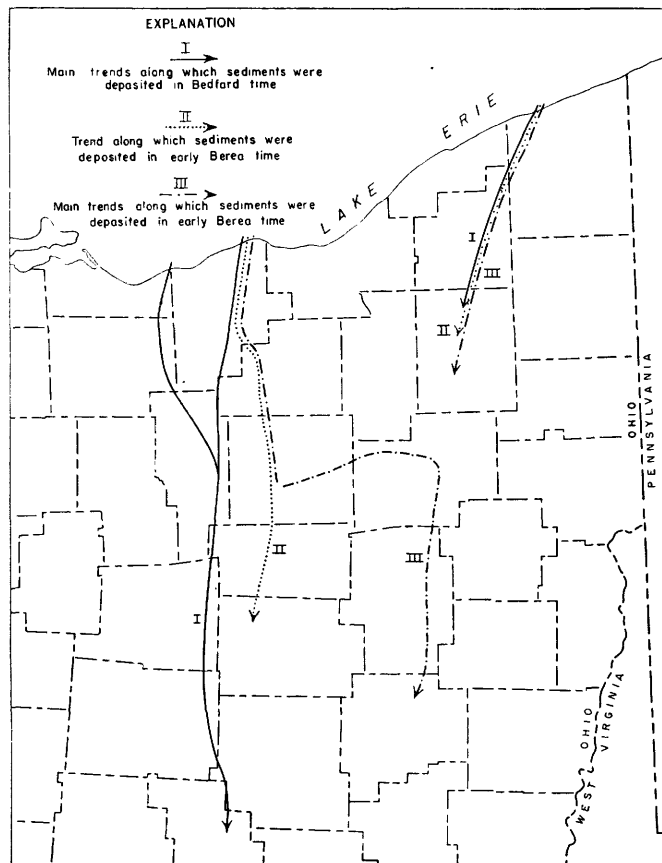 EXPLANATION
I
Main trends along which sediments were
deposited in Bedford time
II
Trend along which sediments were
deposited in early Berea time
III
Main trends along which sediments were
deposited in early Berea time
LAKE ERIE
I
III
II
OHIO
PENNSYLVANIA
II
III
I
OHIO
WEST VIRGINIA